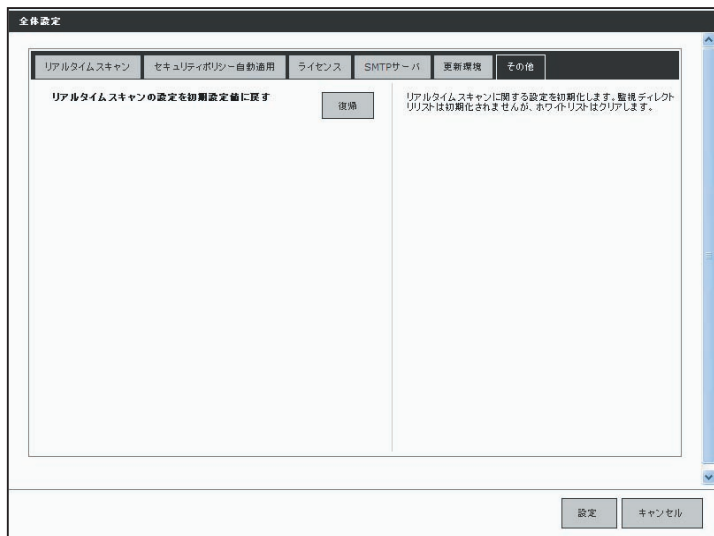 全体設定
リアルタイムスキャン セキュリティポリシー自動適用 ライセンス SMTPサーバ 更新環境 その他
リアルタイムスキャンの設定を初期設定値に戻す
復帰
リアルタイムスキャンに関する設定を初期化します。監視ディレクト
リリストは初期化されませんが、ホワイトリストはクリアします。
設定 キャンセル